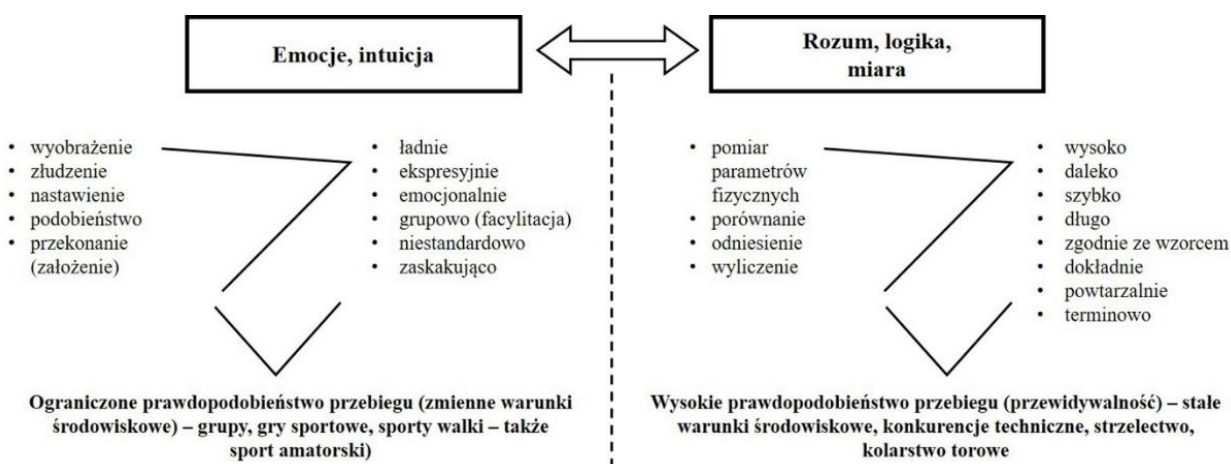 Emocje, intuicja
Rozum, logika,
miara
• wyobrażenie
• złudzenie
• nastawienie
• podobieństwo
• przekonanie
(założenie)
• ładnie
• ekspresyjnie
• emocjonalnie
• grupowo (facylitacja)
• niestandardowo
• zaskakująco
• pomiar
parametrów
fizycznych
• porównanie
• odniesienie
• wyliczenie
• wysoko
• daleko
• szybko
• długo
• zgodnie ze wzorcem
• dokładnie
• powtarzalnie
• terminowo
Ograniczone prawdopodobieństwo przebiegu (zmienne warunki
środowiskowe) – grupy, gry sportowe, sporty walki – także
sport amatorski)
Wysokie prawdopodobieństwo przebiegu (przewidywalność) – stałe
warunki środowiskowe, konkurencje techniczne, strzelectwo,
kolarstwo torowe